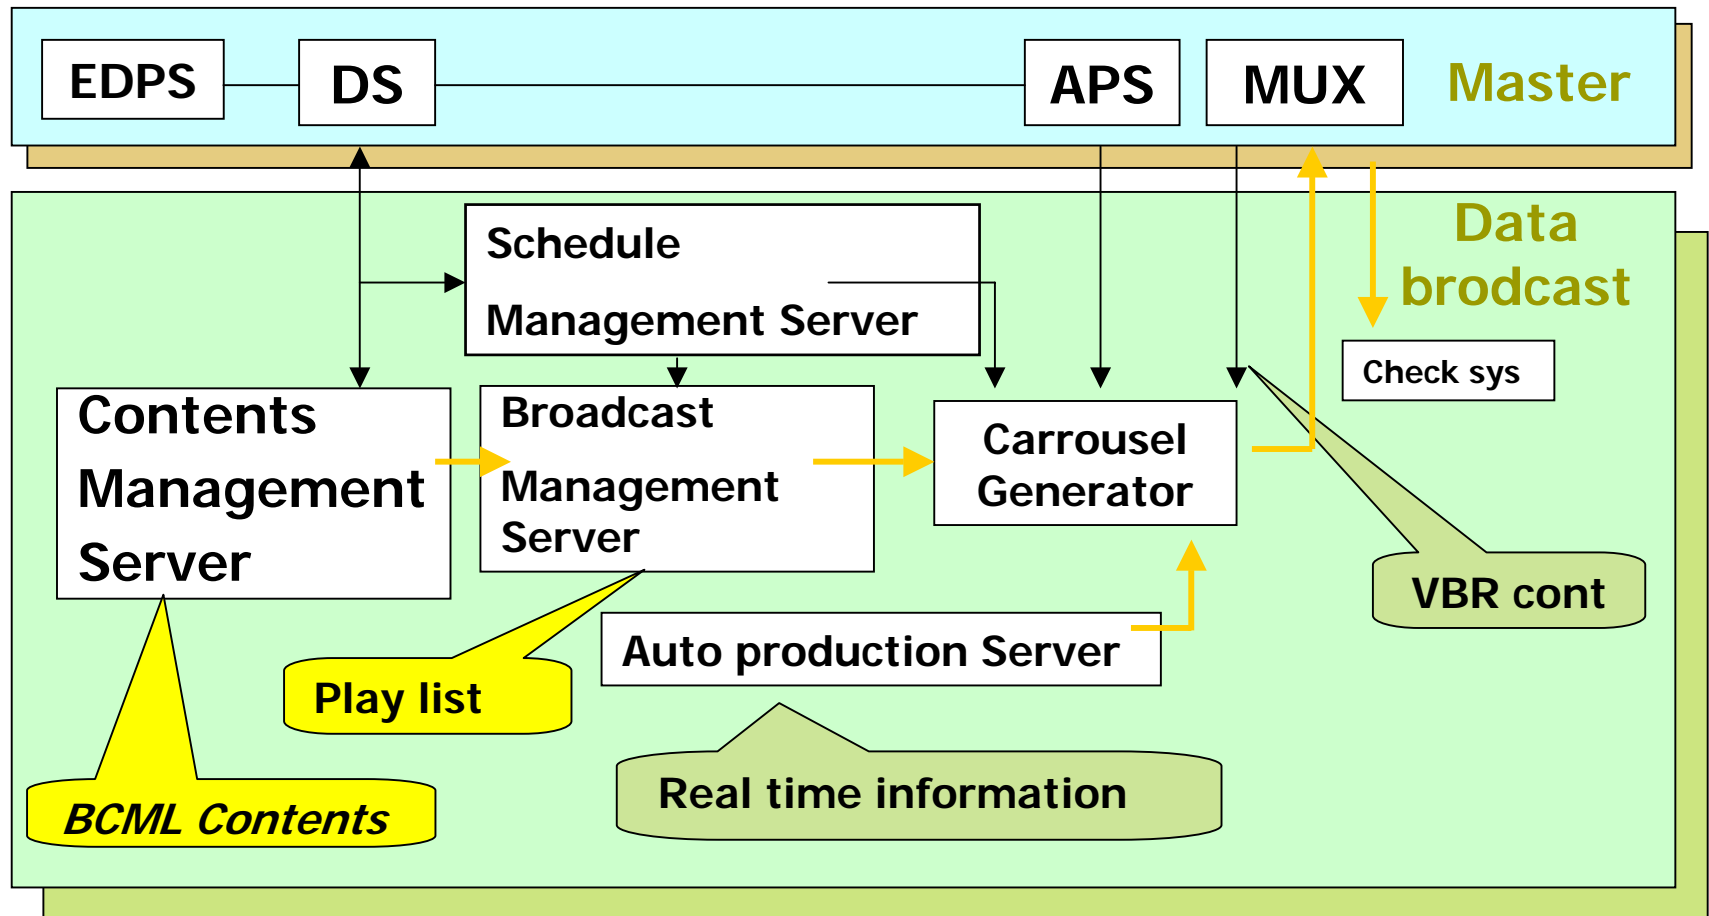 EDPS
DS
APS
MUX
Master
Schedule
Management Server
Data
brodcast
Check sys
Contents
Management
Server
Broadcast
Management
Server
Carrousel
Generator
VBR cont
Auto production Server
Play list
Real time information
BCML Contents